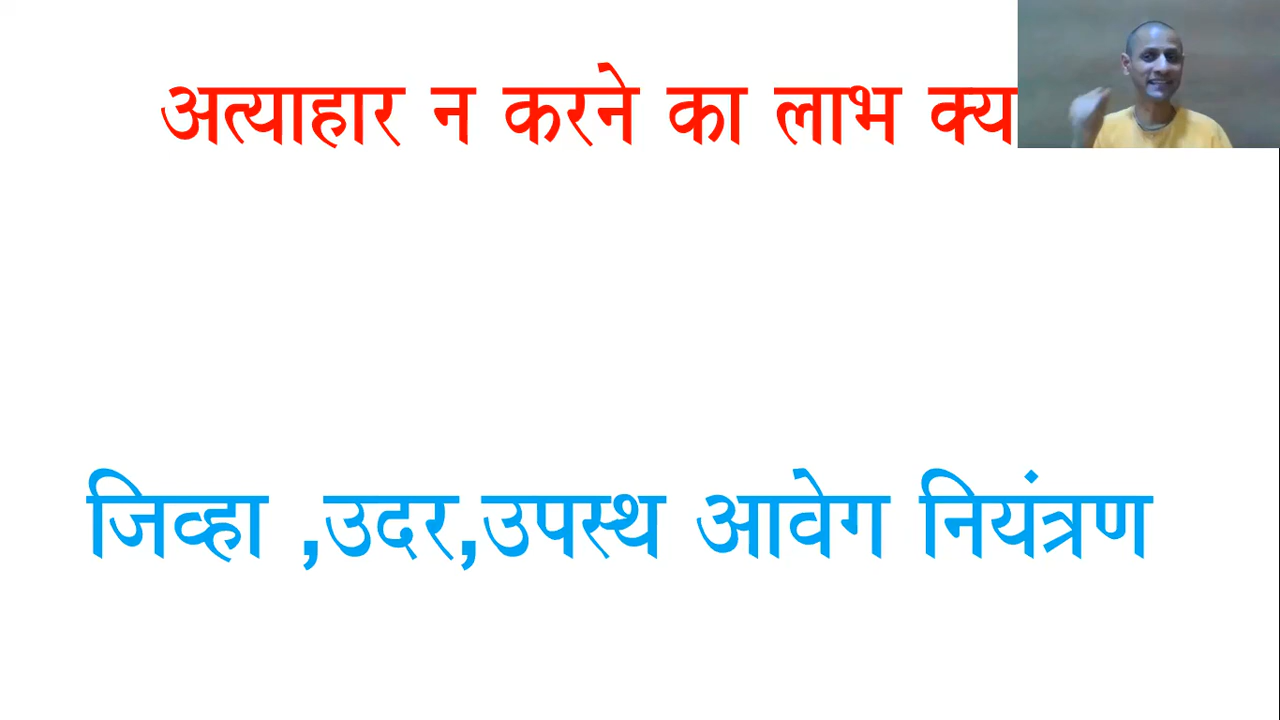 अत्याहार न करने का लाभ
जिव्हा ,उदर,उपस्थ आवेग नियंत्रण